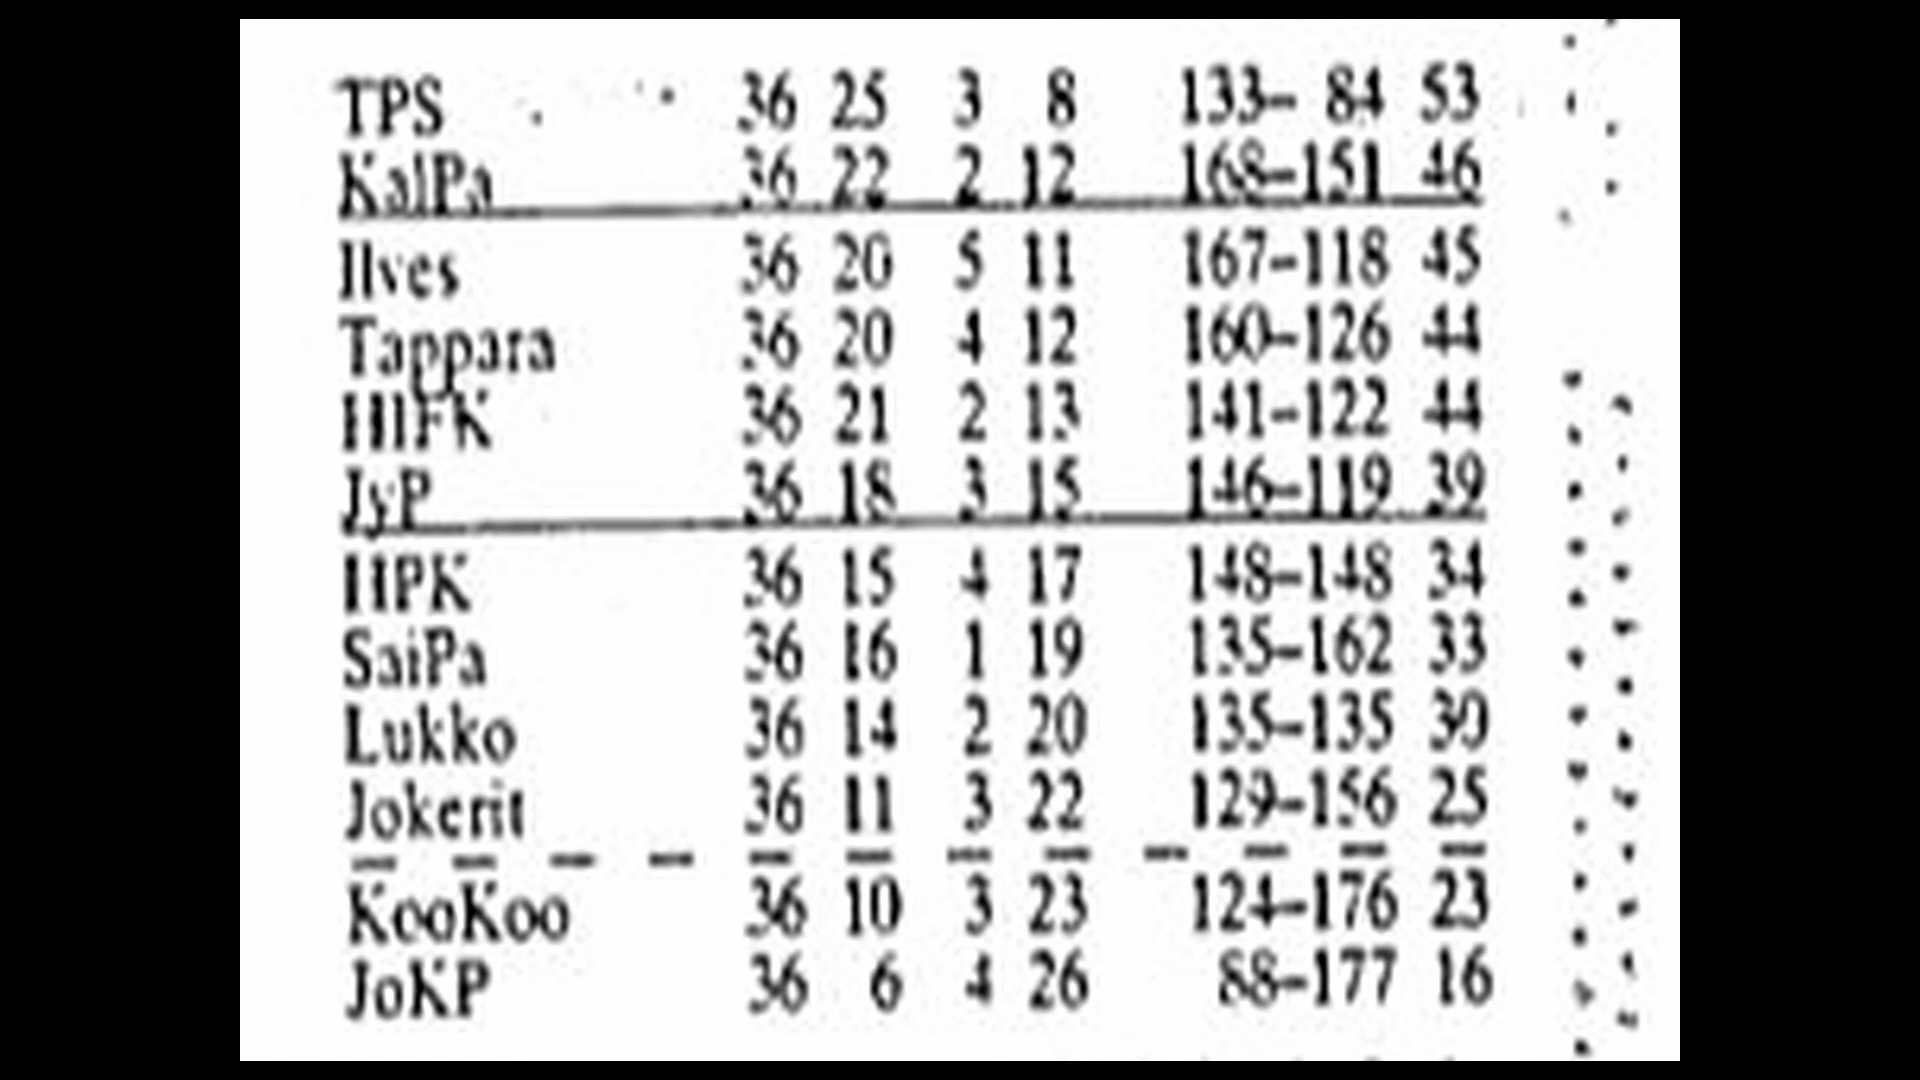 TPS 36 25 3 8 133– 84 53
KalPa 36 22 2 12 168–151 46
Ilves 36 20 5 11 167–118 45
Tappara 36 20 4 12 160–126 44
HIFK 36 21 2 13 141–122 44
JyP 36 18 3 15 146–119 39
HPK 36 15 4 17 148–148 34
SaiPa 36 16 1 19 135–162 33
Lukko 36 14 2 20 135–135 30
Jokerit 36 11 3 22 129–156 25
KooKoo 36 10 3 23 124–176 23
JoKP 36 6 4 26 88–177 16